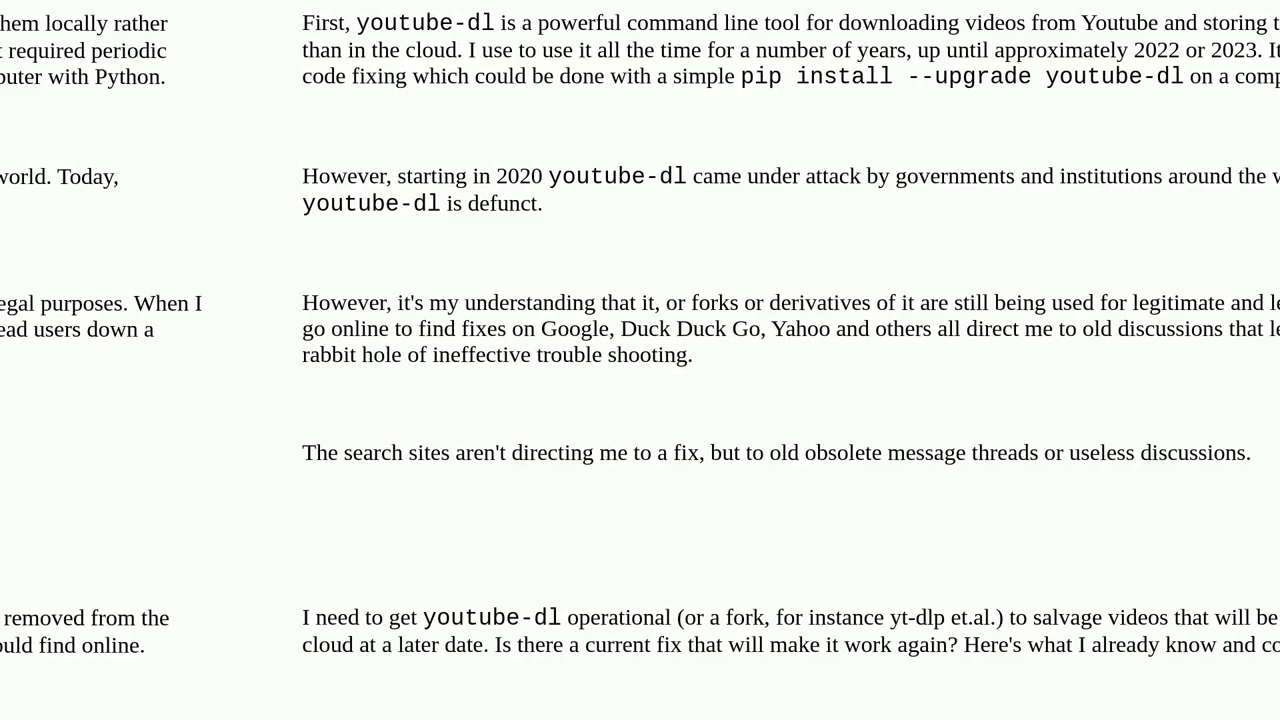 hem locally rather
t required periodic
puter with Python.
world. Today,
egal purposes. When I
ead users down a
removed from the
ould find online.
First, youtube-dl is a powerful command line tool for downloading videos from Youtube and storing t
than in the cloud. I use to use it all the time for a number of years, up until approximately 2022 or 2023. It
code fixing which could be done with a simple pip install --upgrade youtube-dl on a comp
However, starting in 2020 youtube-dl came under attack by governments and institutions around the w
youtube-dl is defunct.
However, it's my understanding that it, or forks or derivatives of it are still being used for legitimate and le
go online to find fixes on Google, Duck Duck Go, Yahoo and others all direct me to old discussions that le
rabbit hole of ineffective trouble shooting.
The search sites aren't directing me to a fix, but to old obsolete message threads or useless discussions.
I need to get youtube-dl operational (or a fork, for instance yt-dlp et.al.) to salvage videos that will be
cloud at a later date. Is there a current fix that will make it work again? Here's what I already know and co